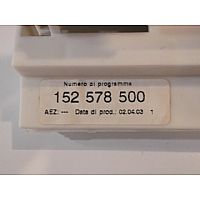 Numero di programma
152 578 500
AEZ: --- Data di prod.: 02.04.03 1